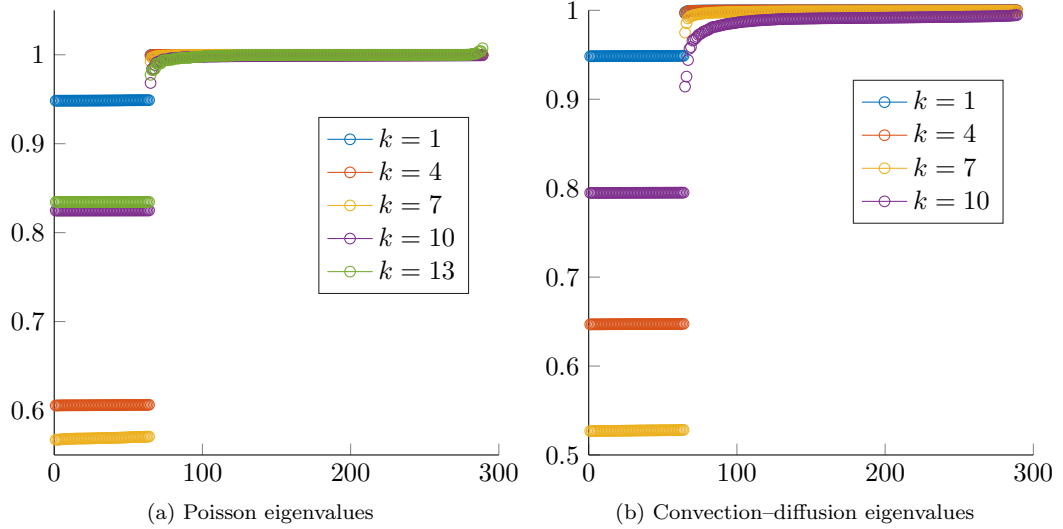 1
0.9
0.8
0.7
0.6
0
100
200
300
k = 1
k = 4
k = 7
k = 10
k = 13
(a) Poisson eigenvalues
1
0.9
0.8
0.7
0.6
0.5
0
100
200
300
k = 1
k = 4
k = 7
k = 10
(b) Convection–diffusion eigenvalues